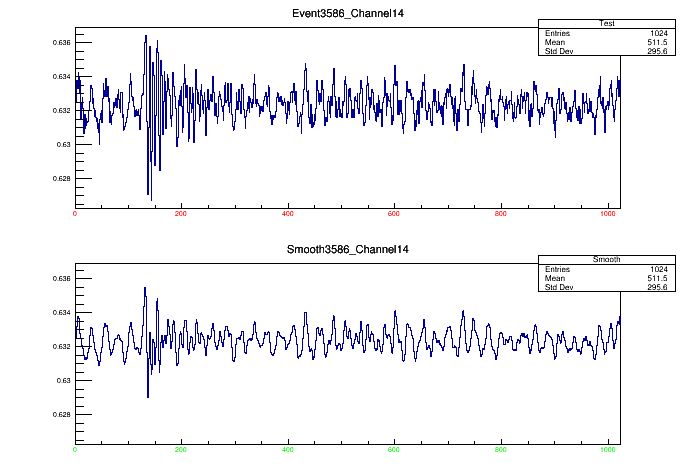 Event3586_Channel14
Test
Entries 1024
Mean 511.5
Std Dev 295.6
0.636
0.634
0.632
0.63
0.628
0 200 400 600 800 1000
Smooth3586_Channel14
Smooth
Entries 1024
Mean 511.5
Std Dev 295.6
0.636
0.634
0.632
0.63
0.628
0 200 400 600 800 1000